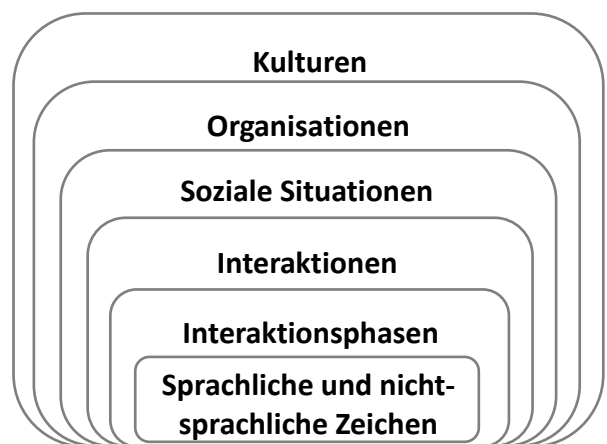 Kulturen
Organisationen
Soziale Situationen
Interaktionen
Interaktionsphasen
Sprachliche und nicht-
sprachliche Zeichen